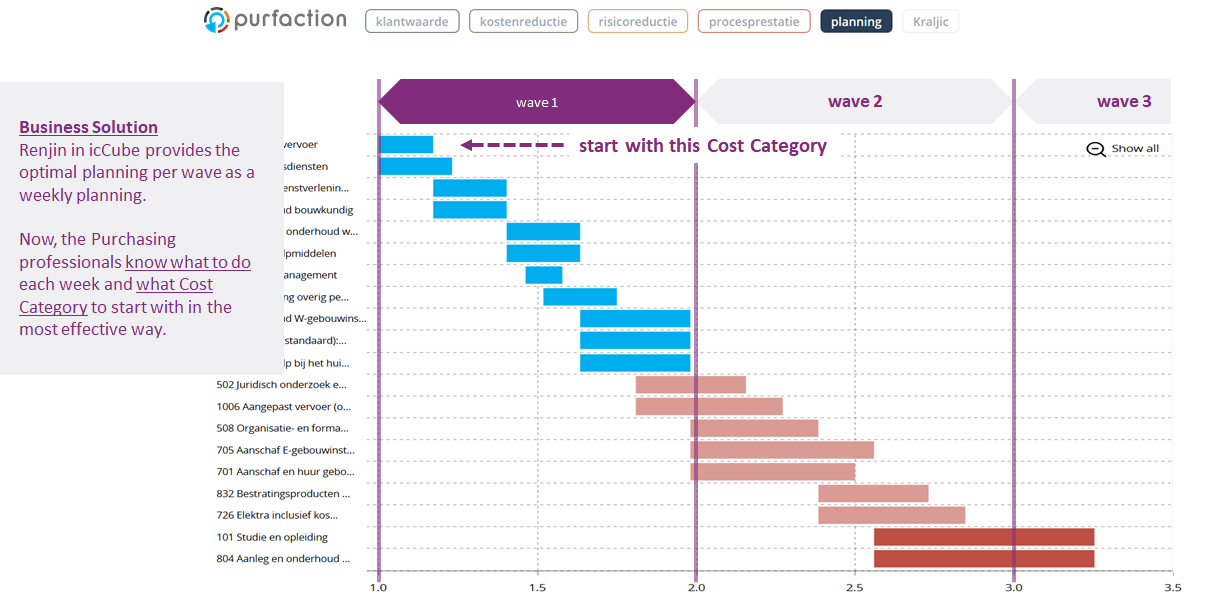 purfaction
klantwaarde
kostenreductie
risicoreductie
procesprestatie
planning
Kraljic
wave 1
wave 2
wave 3
Business Solution
Renjin in icCube provides the
optimal planning per wave as a
weekly planning.
Now, the Purchasing
professionals know what to do
each week and what Cost
Category to start with in the
most effective way.
start with this Cost Category
Show all
vervoer
sdiensten
enstverlenin...
d bouwkundig
onderhoud w...
lpmiddelen
anagement
ng overig pe...
d W-gebouwins...
standaard):...
lp bij het hui...
502 Juridisch onderzoek e...
1006 Aangepast vervoer (o...
508 Organisatie- en forma...
705 Aanschaf E-gebouwinst...
701 Aanschaf en huur gebo...
832 Bestratingsproducten ...
726 Elektra inclusief kos...
101 Studie en opleiding
804 Aanleg en onderhoud ...
1.0 1.5 2.0 2.5 3.0 3.5